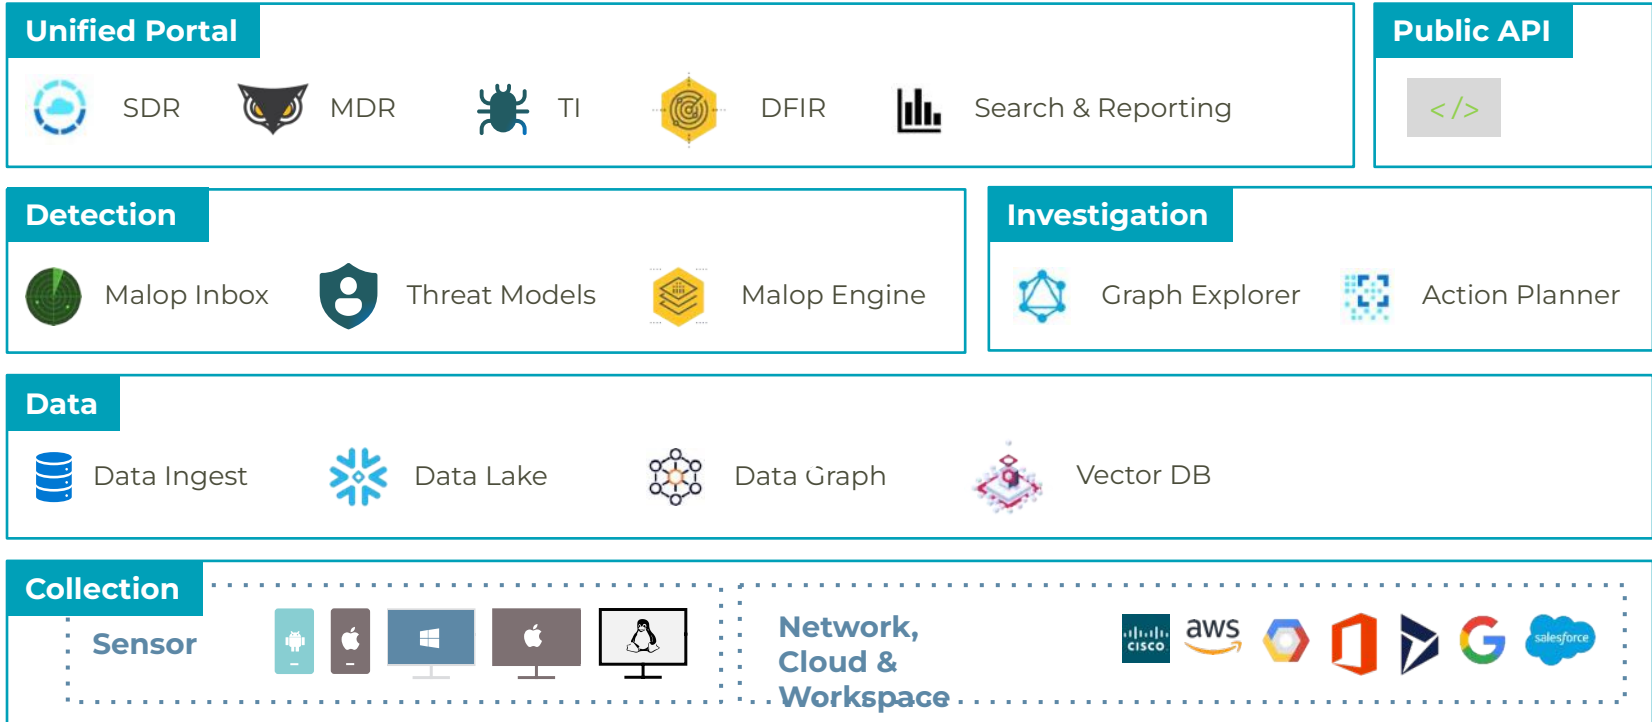 Unified Portal
SDR
MDR
TI
DFIR
Search & Reporting
Public API
</>
Detection
Malop Inbox
Threat Models
Malop Engine
Investigation
Graph Explorer
Action Planner
Data
Data Ingest
Data Lake
Data Graph
Vector DB
Collection
Sensor
Network,
Cloud &
Workspace
CISCO
aws
salesforce